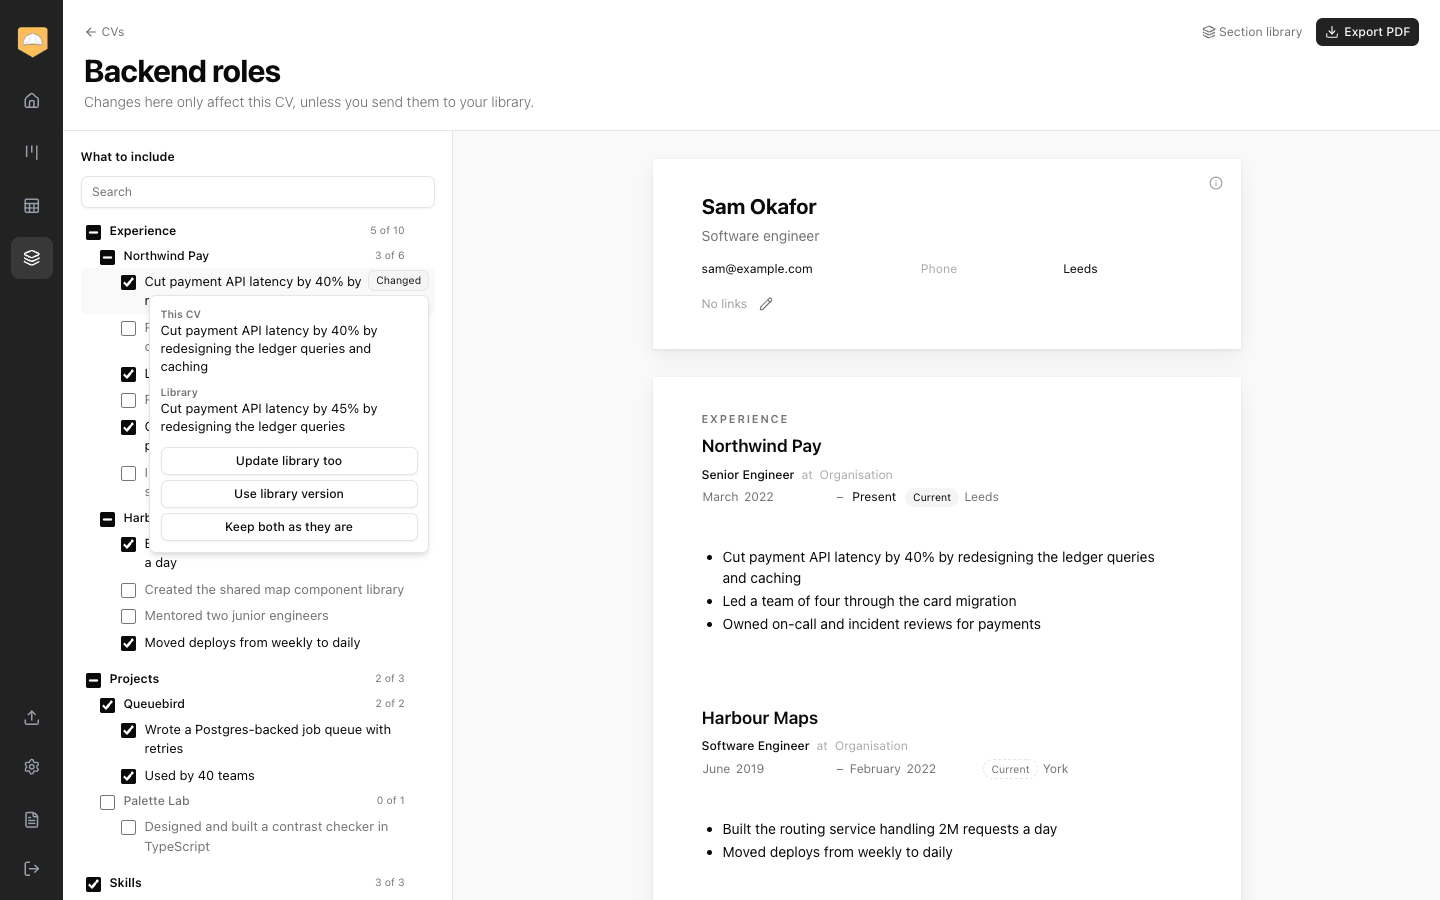 CVs
Section library
Export PDF
Backend roles
Changes here only affect this CV, unless you send them to your library.
What to include
Search
Experience
5 of 10
Northwind Pay
3 of 6
Cut payment API latency by 40% by
Changed
This CV
Cut payment API latency by 40% by
redesigning the ledger queries and
caching
Library
Cut payment API latency by 45% by
redesigning the ledger queries
Update library too
Use library version
Keep both as they are
a day
Created the shared map component library
Mentored two junior engineers
Moved deploys from weekly to daily
Projects
2 of 3
Queuebird
2 of 2
Wrote a Postgres-backed job queue with
retries
Used by 40 teams
Palette Lab
0 of 1
Designed and built a contrast checker in
TypeScript
Skills
3 of 3
Sam Okafor
Software engineer
sam@example.com
Phone
Leeds
No links
EXPERIENCE
Northwind Pay
Senior Engineer at Organisation
March 2022 – Present Current Leeds
• Cut payment API latency by 40% by redesigning the ledger queries
and caching
• Led a team of four through the card migration
• Owned on-call and incident reviews for payments
Harbour Maps
Software Engineer at Organisation
June 2019 – February 2022 Current York
• Built the routing service handling 2M requests a day
• Moved deploys from weekly to daily